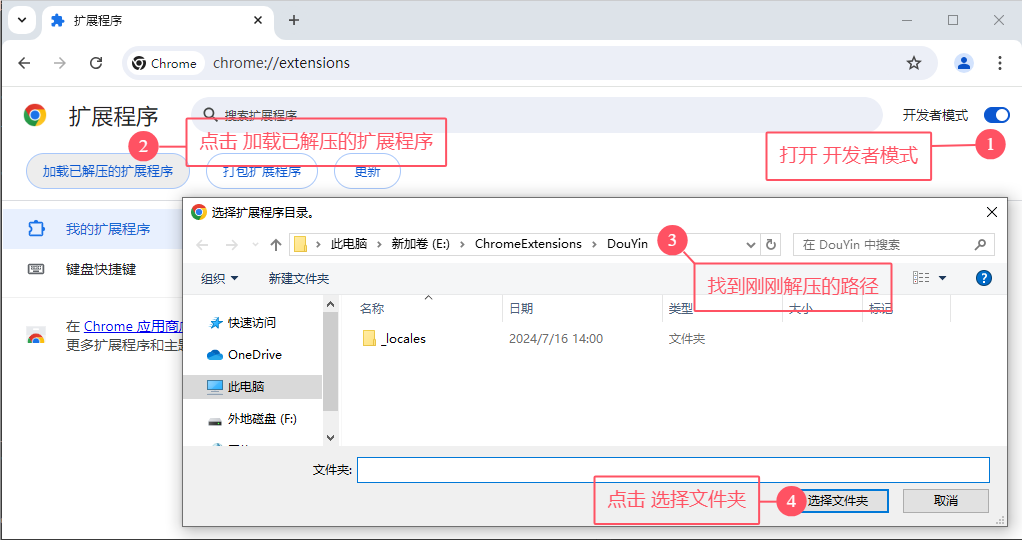 扩展程序
Chrome chrome://extensions
扩展程序 搜索扩展程序 开发者模式
2 点击 加载已解压的扩展程序
1
打开 开发者模式
加载已解压的扩展程序 打包扩展程序 更新
选择扩展程序目录。
我的扩展程序
此电脑 新加卷 (E:) ChromeExtensions DouYin 3 在 DouYin 中搜索
键盘快捷键
组织 新建文件夹 找到刚刚解压的路径
名称 日期 类型 大小 标记
快速访问
在 Chrome 应用商店
更多扩展程序和主题
_locales 2024/7/16 14:00 文件夹
OneDrive
此电脑
外地磁盘 (F:)
文件夹:
点击 选择文件夹 4 选择文件夹 取消